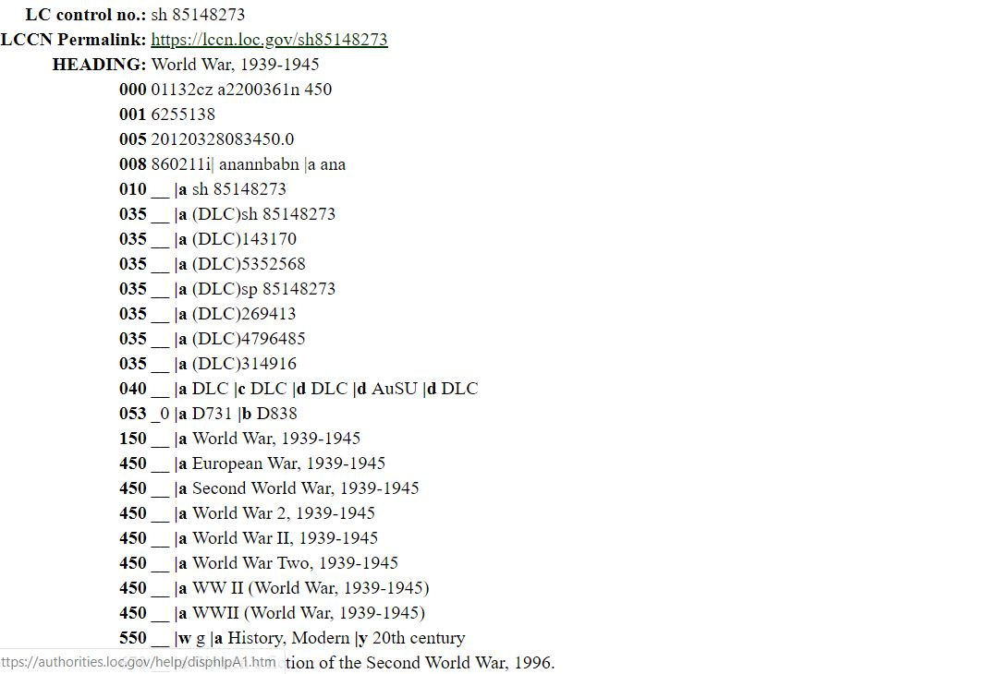 LC control no.: sh 85148273
LCCN Permalink: https://lccn.loc.gov/sh85148273
HEADING: World War, 1939-1945
000 01132cz a2200361n 450
001 6255138
005 20120328083450.0
008 860211i| anannbabn |a ana
010 __ |a sh 85148273
035 __ |a (DLC)sh 85148273
035 __ |a (DLC)143170
035 __ |a (DLC)5352568
035 __ |a (DLC)sp 85148273
035 __ |a (DLC)269413
035 __ |a (DLC)4796485
035 __ |a (DLC)314916
040 __ |a DLC |c DLC |d DLC |d AuSU |d DLC
053 _0 |a D731 |b D838
150 __ |a World War, 1939-1945
450 __ |a European War, 1939-1945
450 __ |a Second World War, 1939-1945
450 __ |a World War 2, 1939-1945
450 __ |a World War II, 1939-1945
450 __ |a World War Two, 1939-1945
450 __ |a WW II (World War, 1939-1945)
450 __ |a WWII (World War, 1939-1945)
550 __ |w g |a History, Modern |y 20th century
ttps://authorities.loc.gov/help/disphlpA1.htm tion of the Second World War, 1996.